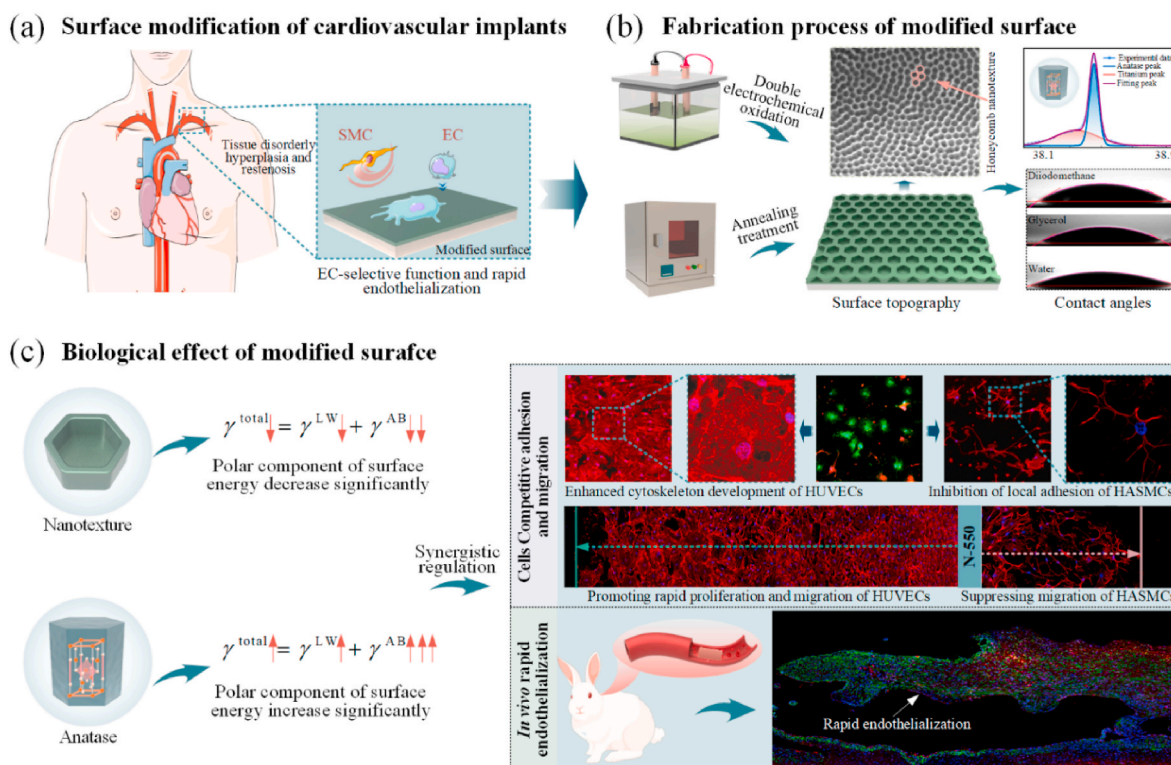 (a) Surface modification of cardiovascular implants
Tissue disorderly
hyperplasia and
restenosis
SMC
EC
Modified surface
EC-selective function and rapid
endothelialization
(b) Fabrication process of modified surface
Double
electrochemical
oxidation
Annealing
treatment
Honeycomb nanotexture
Surface topography
Experimental data
Anatase peak
Titanium peak
Fitting peak
38.1
38.
Diiodomethane
Glycerol
Water
Contact angles
(c) Biological effect of modified surafce
Nanotexture
γ total↓ = γ LW↓ + γ AB↓↓
Polar component of surface
energy decrease significantly
Anatase
γ total↑ = γ LW↑ + γ AB↑↑↑
Polar component of surface
energy increase significantly
Synergistic
regulation
Cells Competitive adhesion
and migration
Enhanced cytoskeleton development of HUVECs
Inhibition of local adhesion of HASMCs
N-550
Promoting rapid proliferation and migration of HUVECs
Suppressing migration of HASMCs
In vivo rapid
endothelialization
Rapid endothelialization